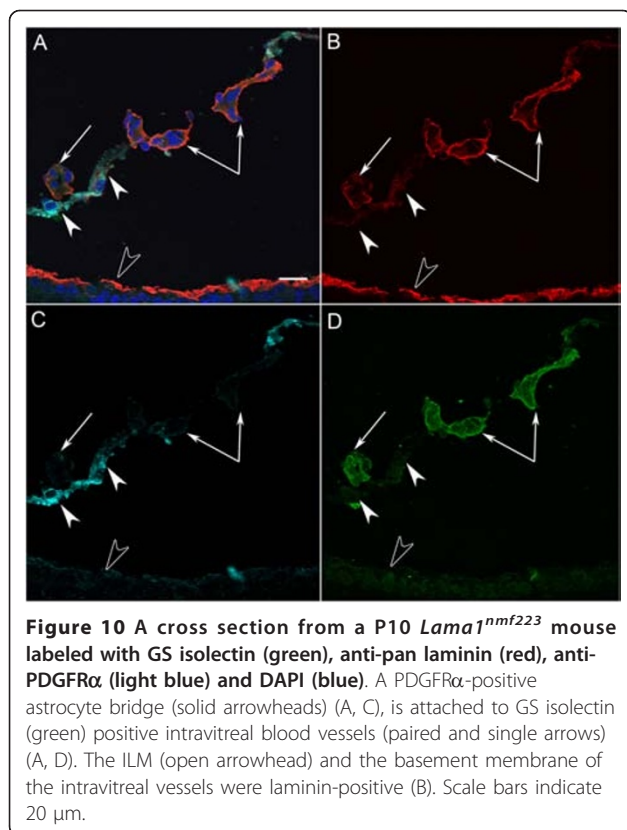 A
B
C
D
Figure 10 A cross section from a P10 Lama1nmf223 mouse
labeled with GS isolectin (green), anti-pan laminin (red), anti-
PDGFRα (light blue) and DAPI (blue). A PDGFRα-positive
astrocyte bridge (solid arrowheads) (A, C), is attached to GS isolectin
(green) positive intravitreal blood vessels (paired and single arrows)
(A, D). The ILM (open arrowhead) and the basement membrane of
the intravitreal vessels were laminin-positive (B). Scale bars indicate
20 μm.